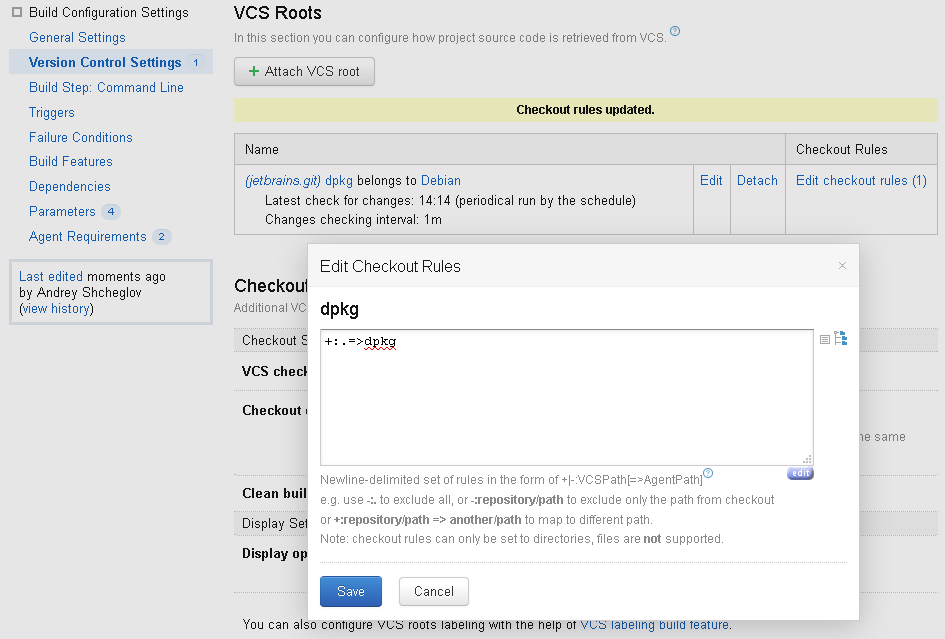 Build Configuration Settings
General Settings
Version Control Settings 1
Build Step: Command Line
Triggers
Failure Conditions
Build Features
Dependencies
Parameters 4
Agent Requirements 2
Last edited moments ago
by Andrey Shcheglov
(view history)
VCS Roots
In this section you can configure how project source code is retrieved from VCS. ?
+ Attach VCS root
Checkout rules updated.
Name Checkout Rules
(jetbrains.git) dpkg belongs to Debian Edit Detach Edit checkout rules (1)
Latest check for changes: 14:14 (periodical run by the schedule)
Changes checking interval: 1m
Checkout
Additional VC
Checkout S
VCS check
Checkout
he same
Clean buil
Display Set
Display op
You can also configure VCS roots labeling with the help of VCS labeling build feature.
Edit Checkout Rules ×
dpkg
+:.=>dpkg
edit
Newline-delimited set of rules in the form of +|-:VCSPath[=>AgentPath] ?
e.g. use -:. to exclude all, or -:repository/path to exclude only the path from checkout
or +:repository/path => another/path to map to different path.
Note: checkout rules can only be set to directories, files are not supported.
Save Cancel